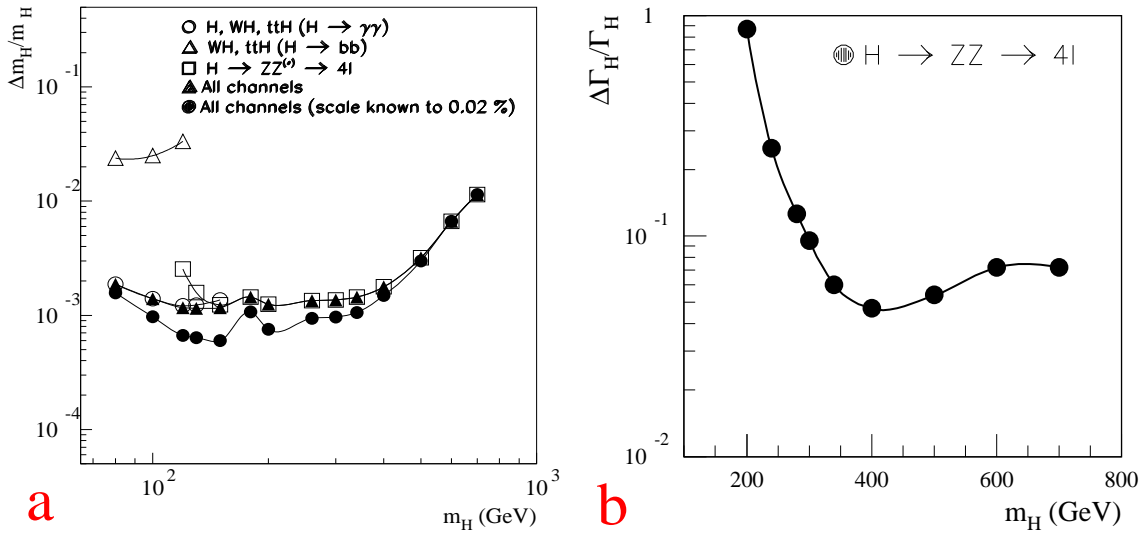 Δm_H/m_H
H, WH, ttH (H → γγ)
WH, ttH (H → bb)
H → ZZ(*) → 4l
All channels
All channels (scale known to 0.02 %)
10^-1
10^-2
10^-3
10^-4
10^2
10^3
m_H (GeV)
a
ΔΓ_H/Γ_H
H → ZZ → 4l
1
10^-1
10^-2
200
400
600
800
m_H (GeV)
b